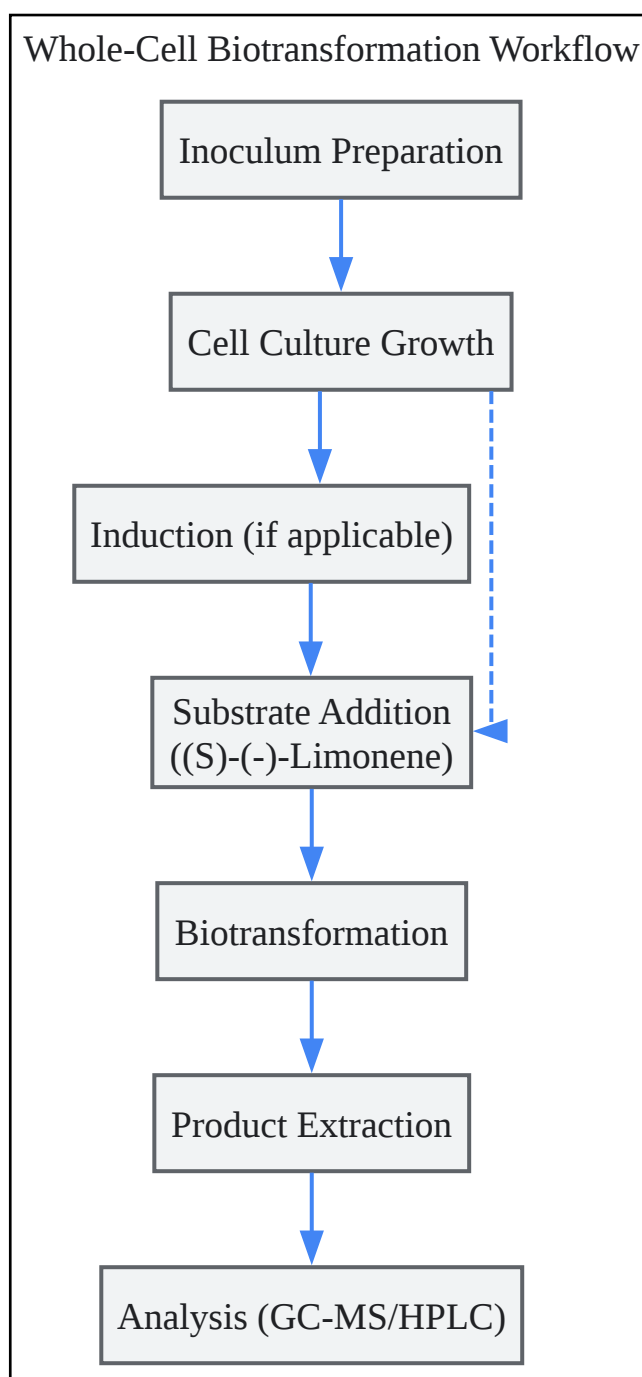 Whole-Cell Biotransformation Workflow
Inoculum Preparation
Cell Culture Growth
Induction (if applicable)
Substrate Addition
((S)-(-)-Limonene)
Biotransformation
Product Extraction
Analysis (GC-MS/HPLC)